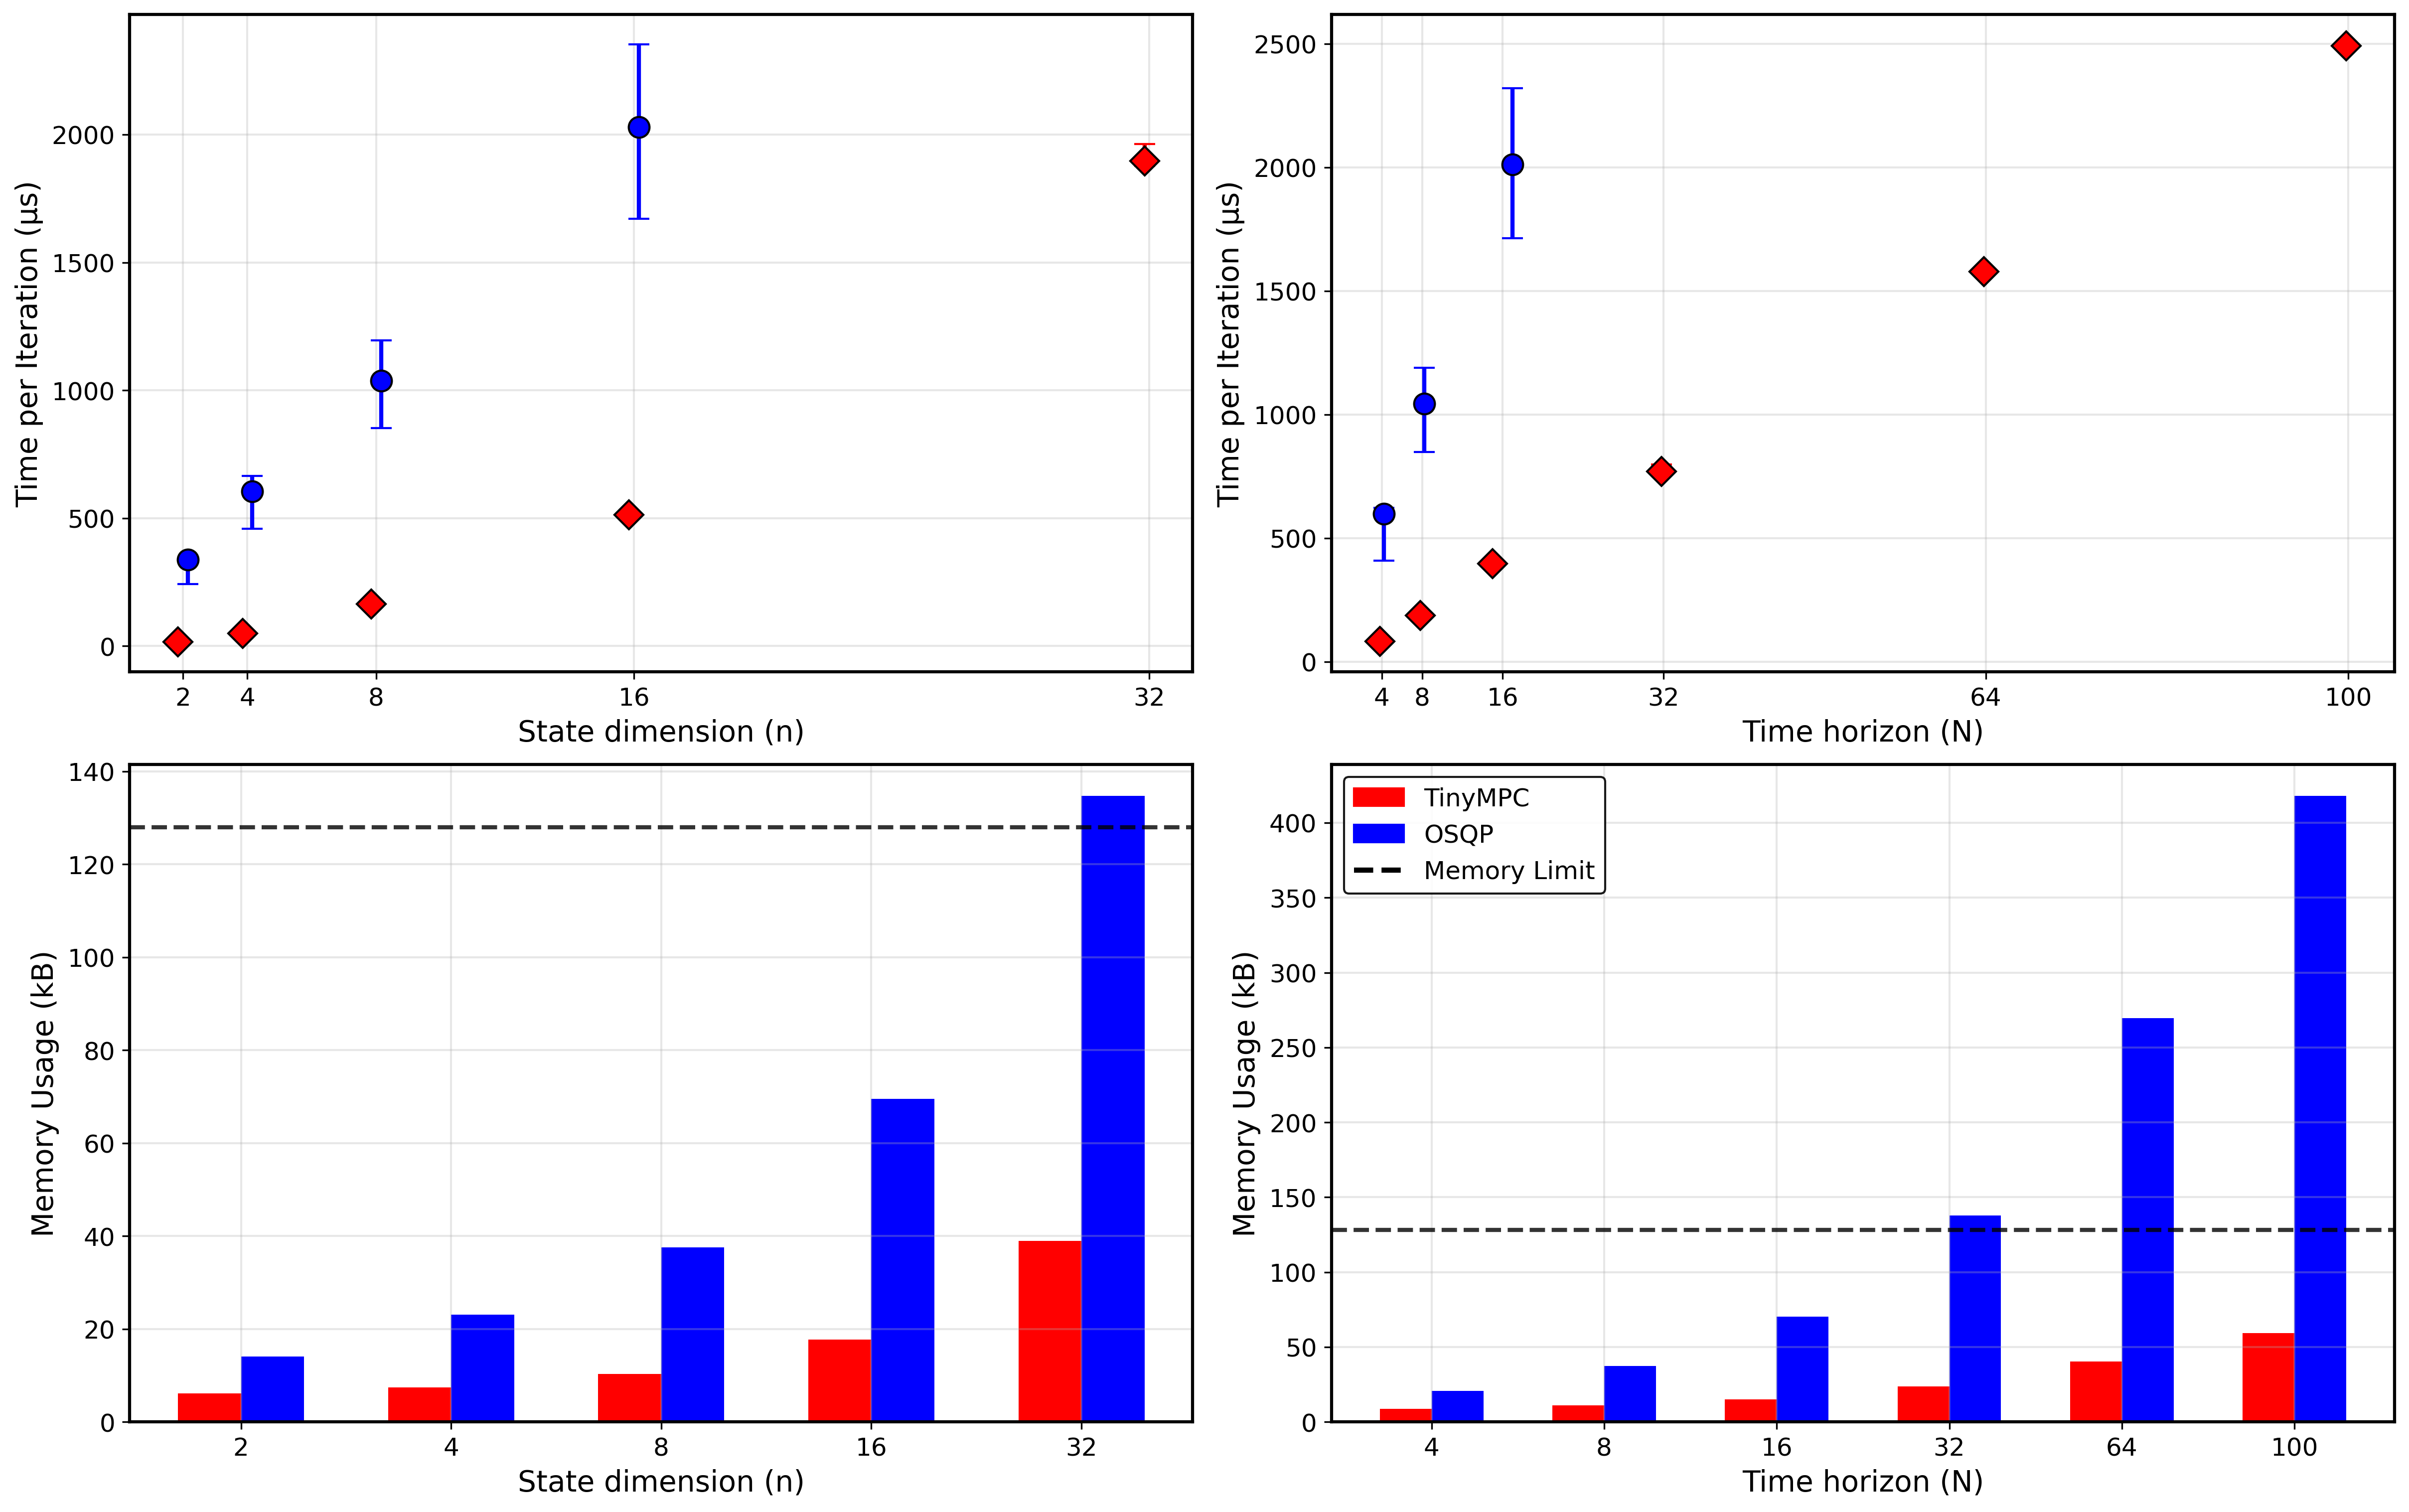 Time per Iteration (μs)
2000
1500
1000
500
0
2 4 8 16 32
State dimension (n)
Time per Iteration (μs)
2500
2000
1500
1000
500
0
4 8 16 32 64 100
Time horizon (N)
Memory Usage (kB)
140
120
100
80
60
40
20
0
2 4 8 16 32
State dimension (n)
Memory Usage (kB)
400
350
300
250
200
150
100
50
0
TinyMPC
OSQP
Memory Limit
4 8 16 32 64 100
Time horizon (N)